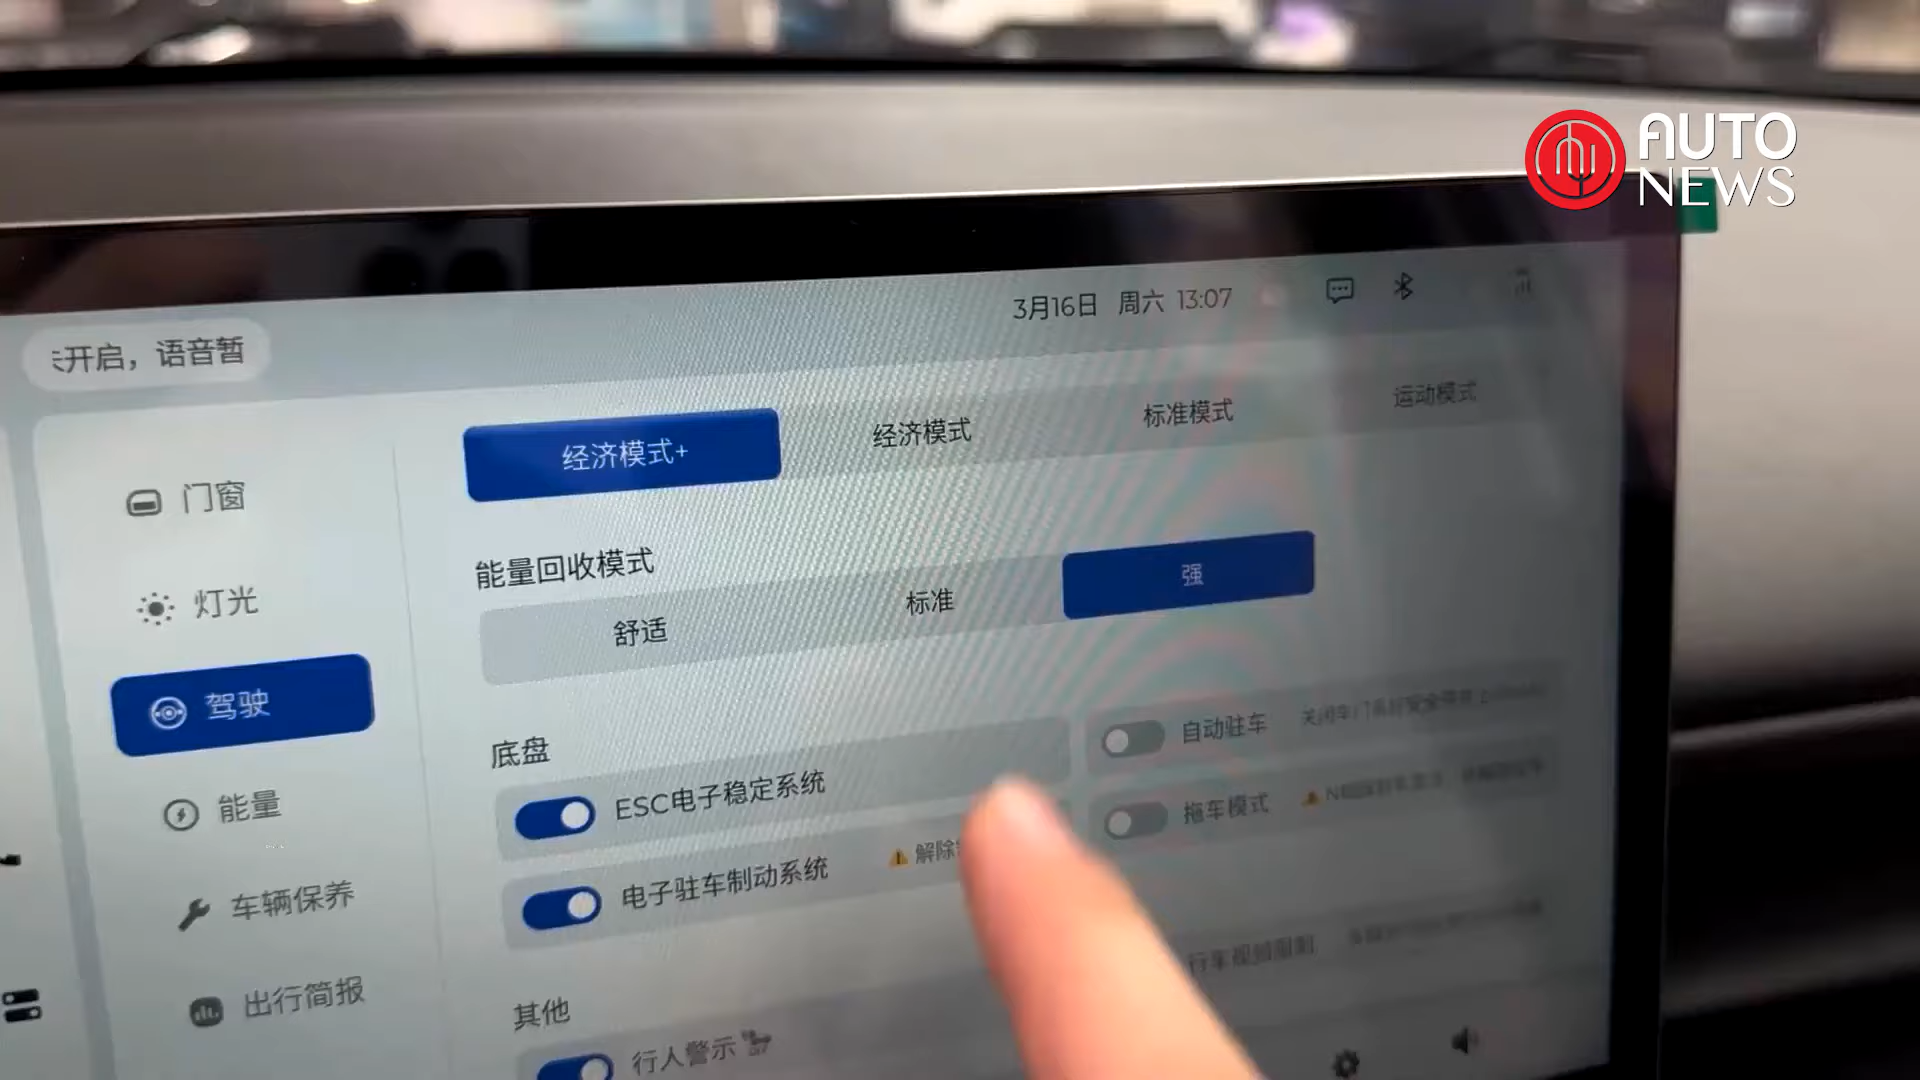 AUTO
NEWS
3月16日 周六 13:07
开启，语音暂
经济模式+ 经济模式 标准模式 运动模式
门窗
能量回收模式
灯光
舒适 标准 强
驾驶
底盘
自动驻车
ESC电子稳定系统
能量
拖车模式
电子驻车制动系统
解除
车辆保养
出行简报
其他
行人警示